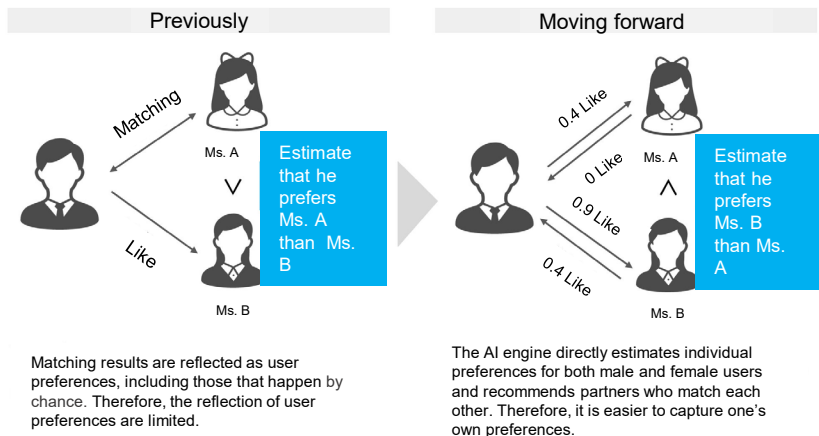 Previously
Matching
Ms. A
∨
Like
Ms. B
Estimate
that he
prefers
Ms. A
than Ms.
B
Matching results are reflected as user
preferences, including those that happen by
chance. Therefore, the reflection of user
preferences are limited.
Moving forward
0.4 Like
0 Like
Ms. A
∧
0.9 Like
0.4 Like
Ms. B
Estimate
that he
prefers
Ms. B
than Ms.
A
The AI engine directly estimates individual
preferences for both male and female users
and recommends partners who match each
other. Therefore, it is easier to capture one’s
own preferences.